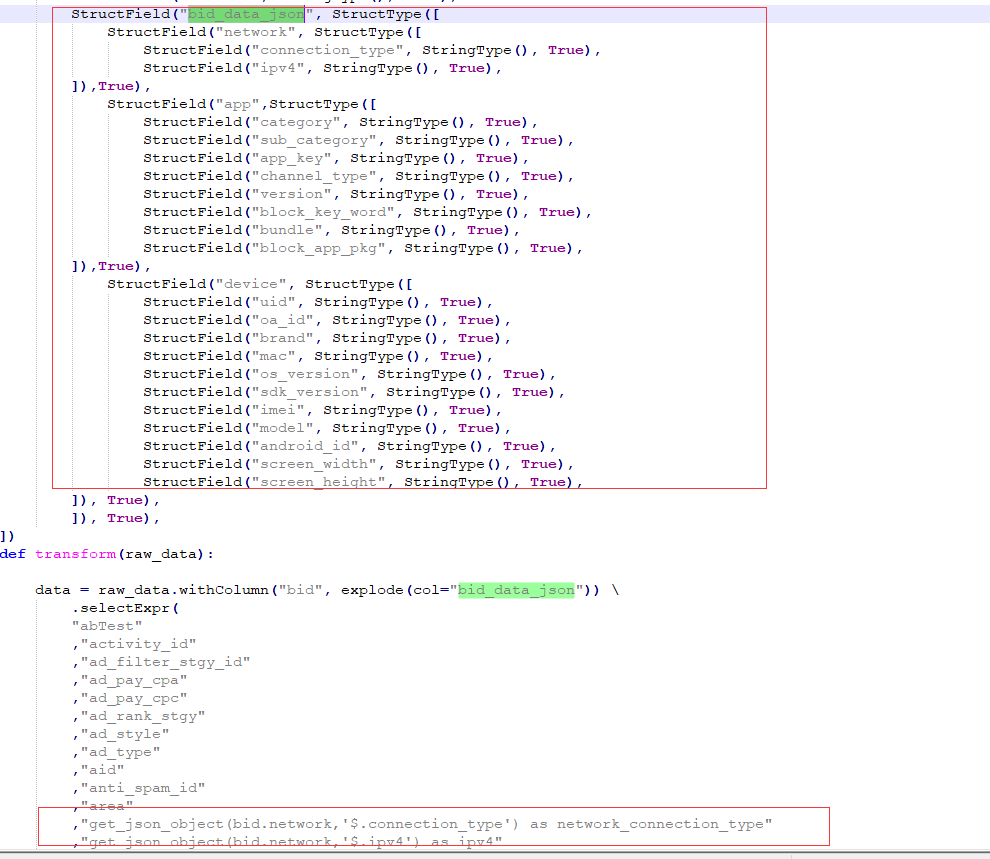 StructField("bid_data_json", StructType([
StructField("network", StructType([
StructField("connection_type", StringType(), True),
StructField("ipv4", StringType(), True),
]),True),
StructField("app",StructType([
StructField("category", StringType(), True),
StructField("sub_category", StringType(), True),
StructField("app_key", StringType(), True),
StructField("channel_type", StringType(), True),
StructField("version", StringType(), True),
StructField("block_key_word", StringType(), True),
StructField("bundle", StringType(), True),
StructField("block_app_pkg", StringType(), True),
]),True),
StructField("device", StructType([
StructField("uid", StringType(), True),
StructField("oa_id", StringType(), True),
StructField("brand", StringType(), True),
StructField("mac", StringType(), True),
StructField("os_version", StringType(), True),
StructField("sdk_version", StringType(), True),
StructField("imei", StringType(), True),
StructField("model", StringType(), True),
StructField("android_id", StringType(), True),
StructField("screen_width", StringType(), True),
StructField("screen_height", StringType(), True),
]), True),
]), True),
])
def transform(raw_data):
data = raw_data.withColumn("bid", explode(col="bid_data_json")) \
.selectExpr(
"abTest"
,"activity_id"
,"ad_filter_stgy_id"
,"ad_pay_cpa"
,"ad_pay_cpc"
,"ad_rank_stgy"
,"ad_style"
,"ad_type"
,"aid"
,"anti_spam_id"
,"area"
,"get_json_object(bid.network,'$.connection_type') as network_connection_type"
,"get_json_object(bid.network,'$.ipv4') as ipv4"